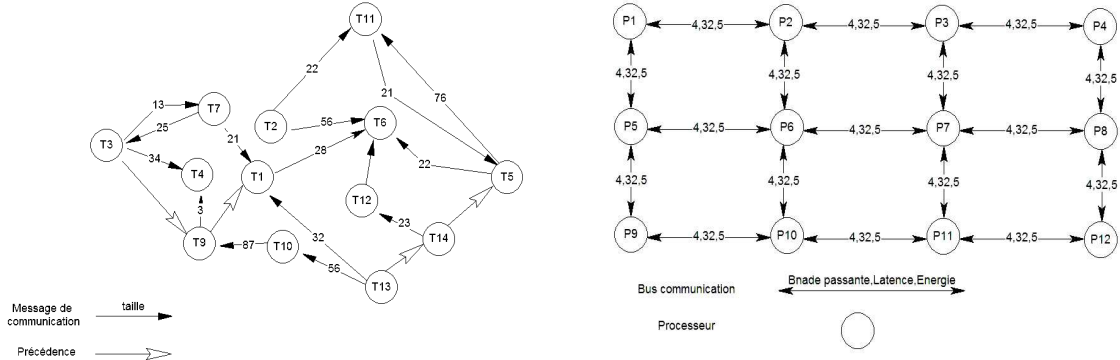 T11
22
21
76
13
T7
25
21
T3
34
T4
T2
56
T6
28
T1
22
T5
T12
3
T9
87
T10
32
23
T14
56
T13
Message de
communication
taille
Précédence
P1
4,32,5
P2
4,32,5
P3
4,32,5
P4
4,32,5
4,32,5
4,32,5
4,32,5
P5
4,32,5
P6
4,32,5
P7
4,32,5
P8
4,32,5
4,32,5
4,32,5
4,32,5
P9
4,32,5
P10
4,32,5
P11
4,32,5
P12
Bus communication
Bnade passante,Latence,Energie
Processeur